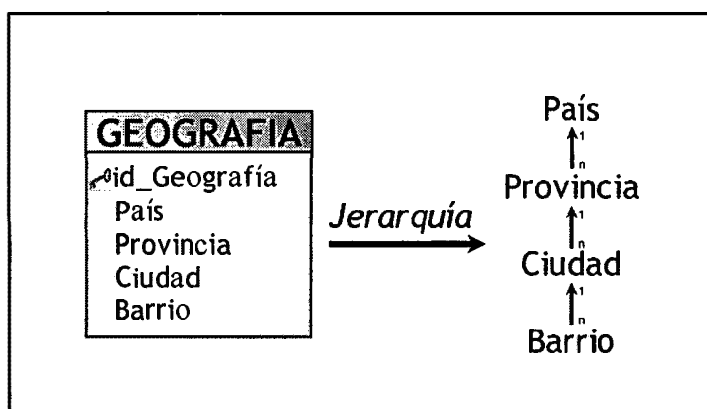 GEOGRAFIA
id_Geografía
País
Provincia
Ciudad
Barrio
Jerarquía
País
1
n
Provincia
1
n
Ciudad
1
n
Barrio